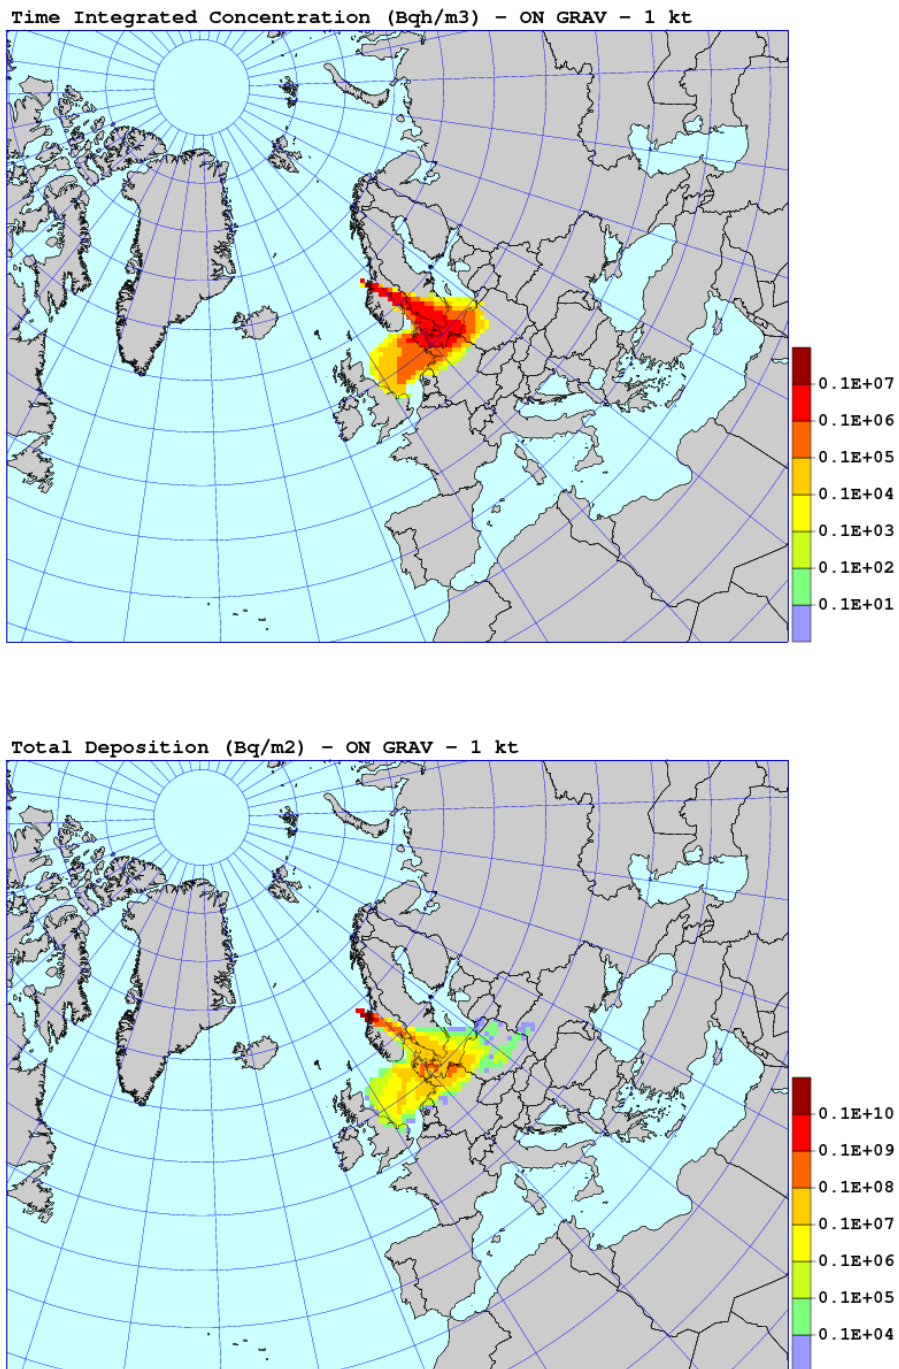 Time Integrated Concentration (Bqh/m3) – ON GRAV – 1 kt
0.1E+07
0.1E+06
0.1E+05
0.1E+04
0.1E+03
0.1E+02
0.1E+01
Total Deposition (Bq/m2) – ON GRAV – 1 kt
0.1E+10
0.1E+09
0.1E+08
0.1E+07
0.1E+06
0.1E+05
0.1E+04